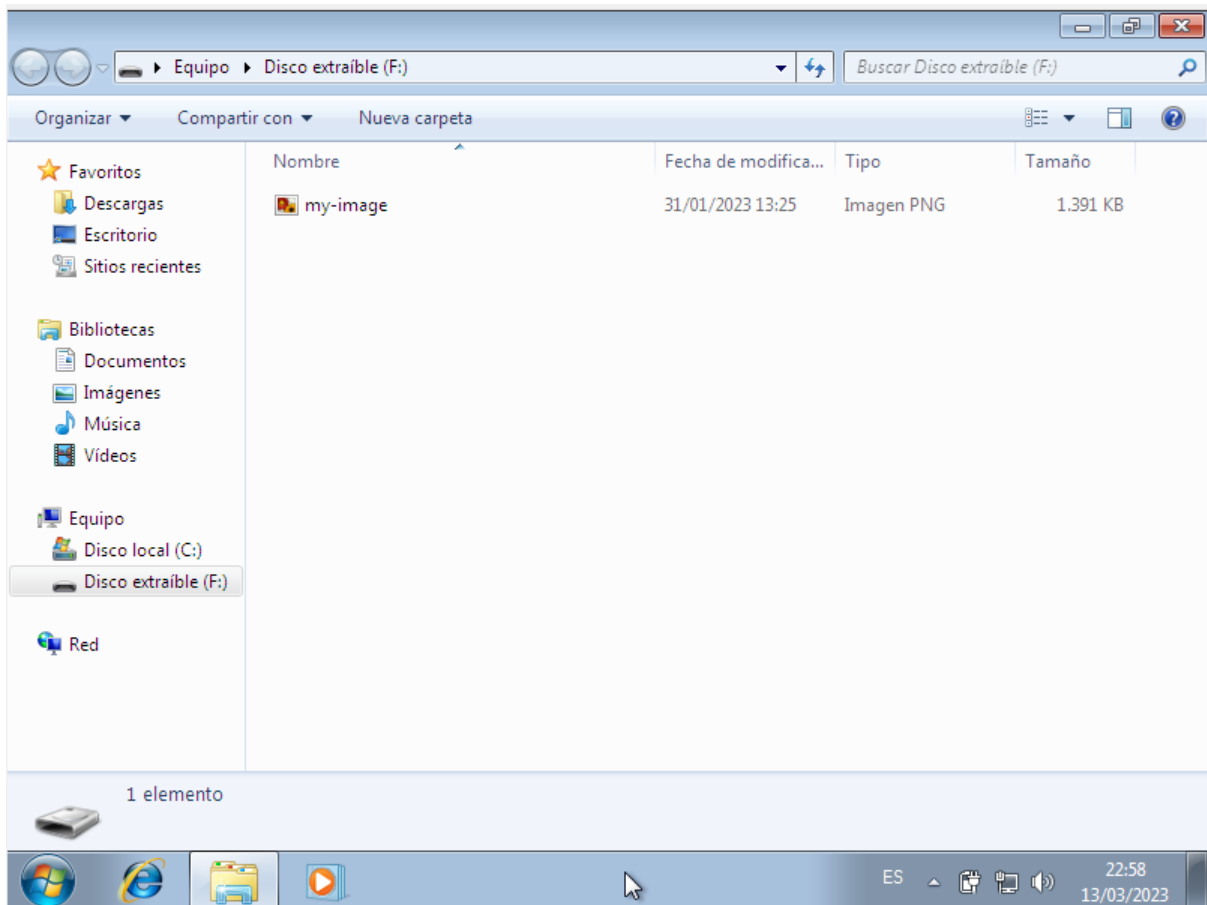 Equipo Disco extraíble (F:) Buscar Disco extraíble (F:)
Organizar Compartir con Nueva carpeta
Favoritos
Descargas
Escritorio
Sitios recientes
Bibliotecas
Documentos
Imágenes
Música
Vídeos
Equipo
Disco local (C:)
Disco extraíble (F:)
Red
Nombre Fecha de modifica... Tipo Tamaño
my-image 31/01/2023 13:25 Imagen PNG 1.391 KB
1 elemento
ES 22:58
13/03/2023